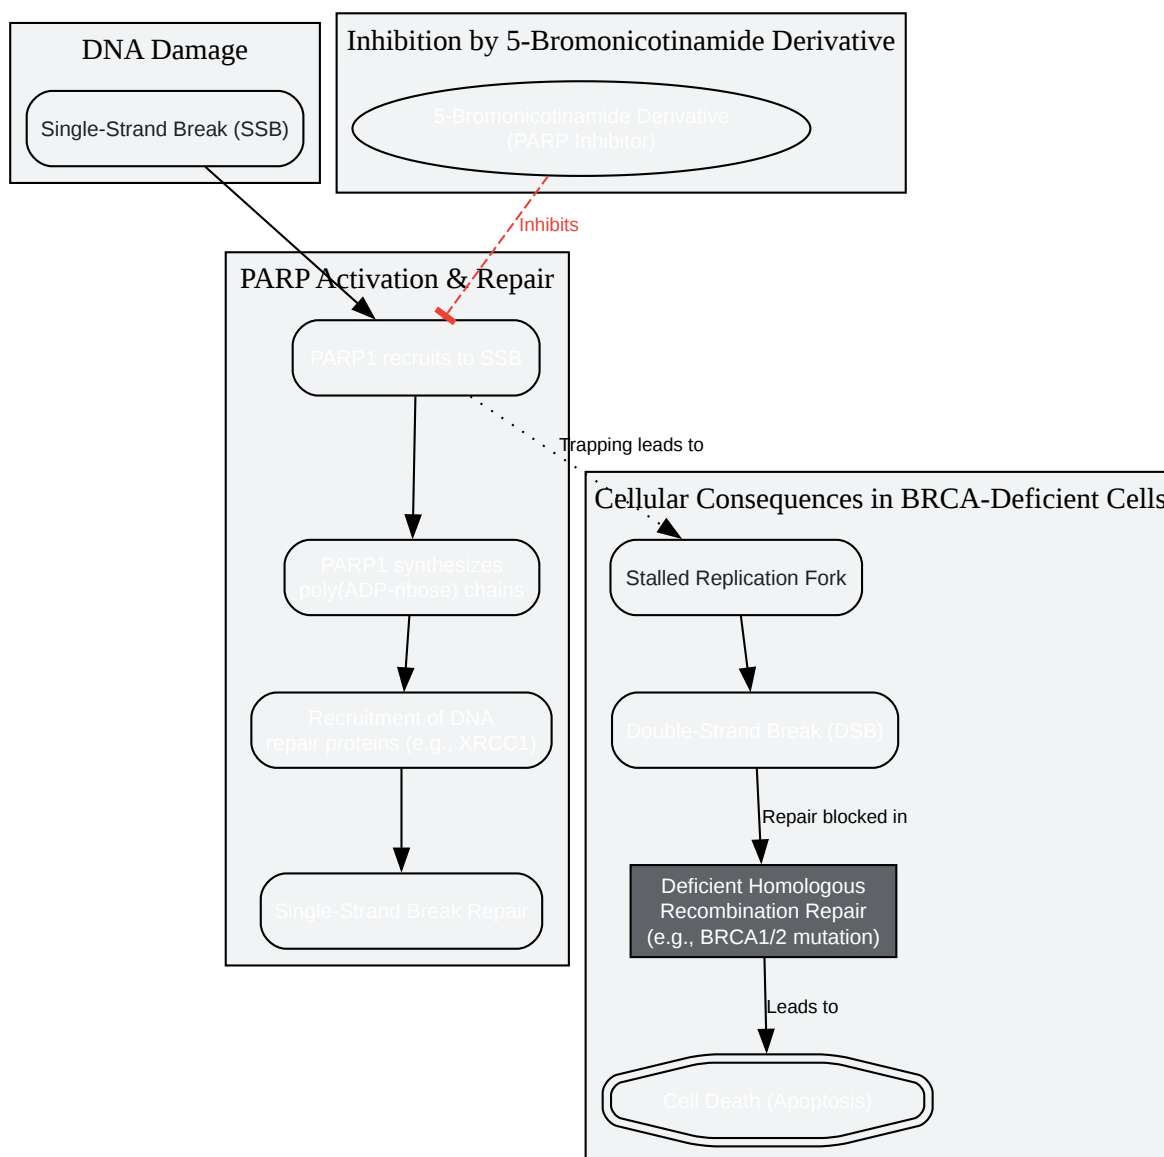 DNA Damage
Single-Strand Break (SSB)
Inhibition by 5-Bromonicotinamide Derivative
5-Bromonicotinamide Derivative
(PARP Inhibitor)
Inhibits
PARP Activation & Repair
PARP1 recruits to SSB
Trapping leads to
PARP1 synthesizes
poly(ADP-ribose) chains
Recruitment of DNA
repair proteins (e.g., XRCC1)
Single-Strand Break Repair
Cellular Consequences in BRCA-Deficient Cells
Stalled Replication Fork
Double-Strand Break (DSB)
Repair blocked in
Deficient Homologous
Recombination Repair
(e.g., BRCA1/2 mutation)
Leads to
Cell Death (Apoptosis)